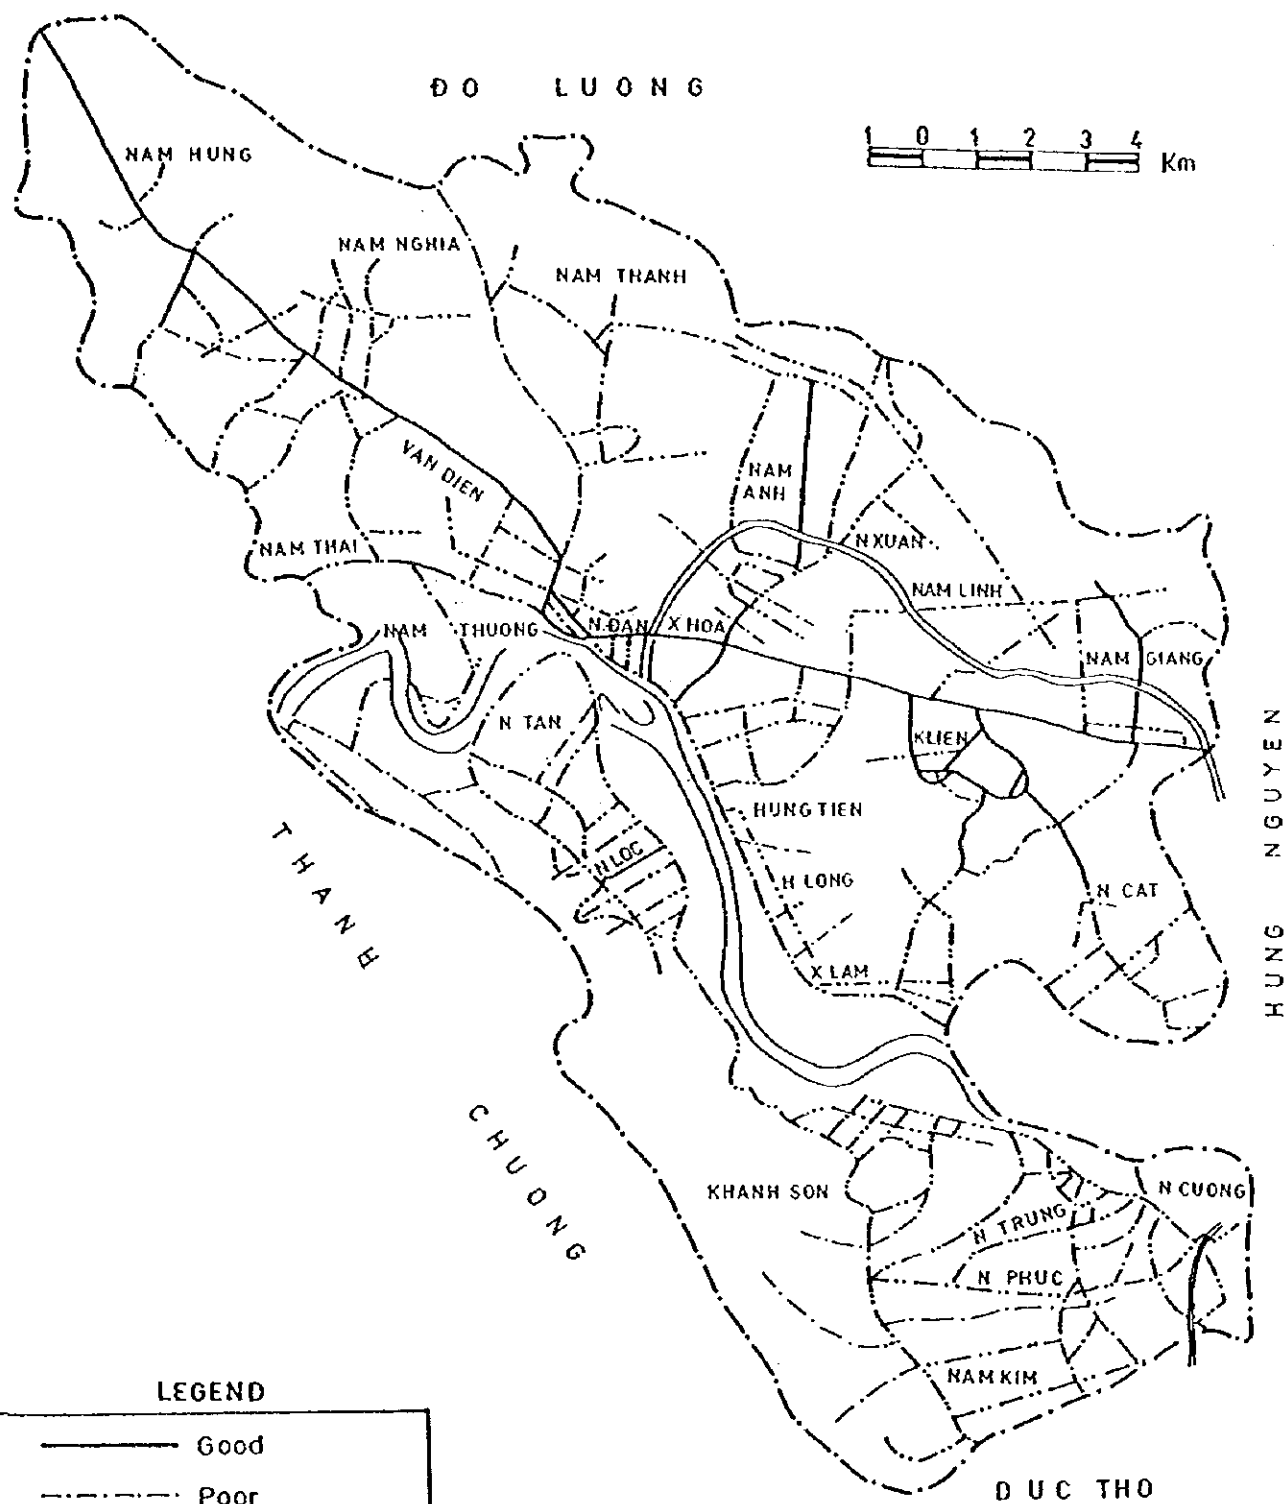 ĐO LUONG
1 0 1 2 3 4
Km
NAM HUNG
NAM NGHIA
NAM THANH
VAN DIEN
NAM
ANH
NAM THAI
N XUAN
NAM LINH
NAM THUONG
N.ĐAN
X HOA
NAM GIANG
N TAN
KLIEN
HUNG TIEN
N LOC
H LONG
N CAT
X LAM
THANH CHUONG
HUNG NGUYEN
KHANH SON
N CUONG
N TRUNG
N PHUC
NAM KIM
DUC THO
LEGEND
Good
Poor